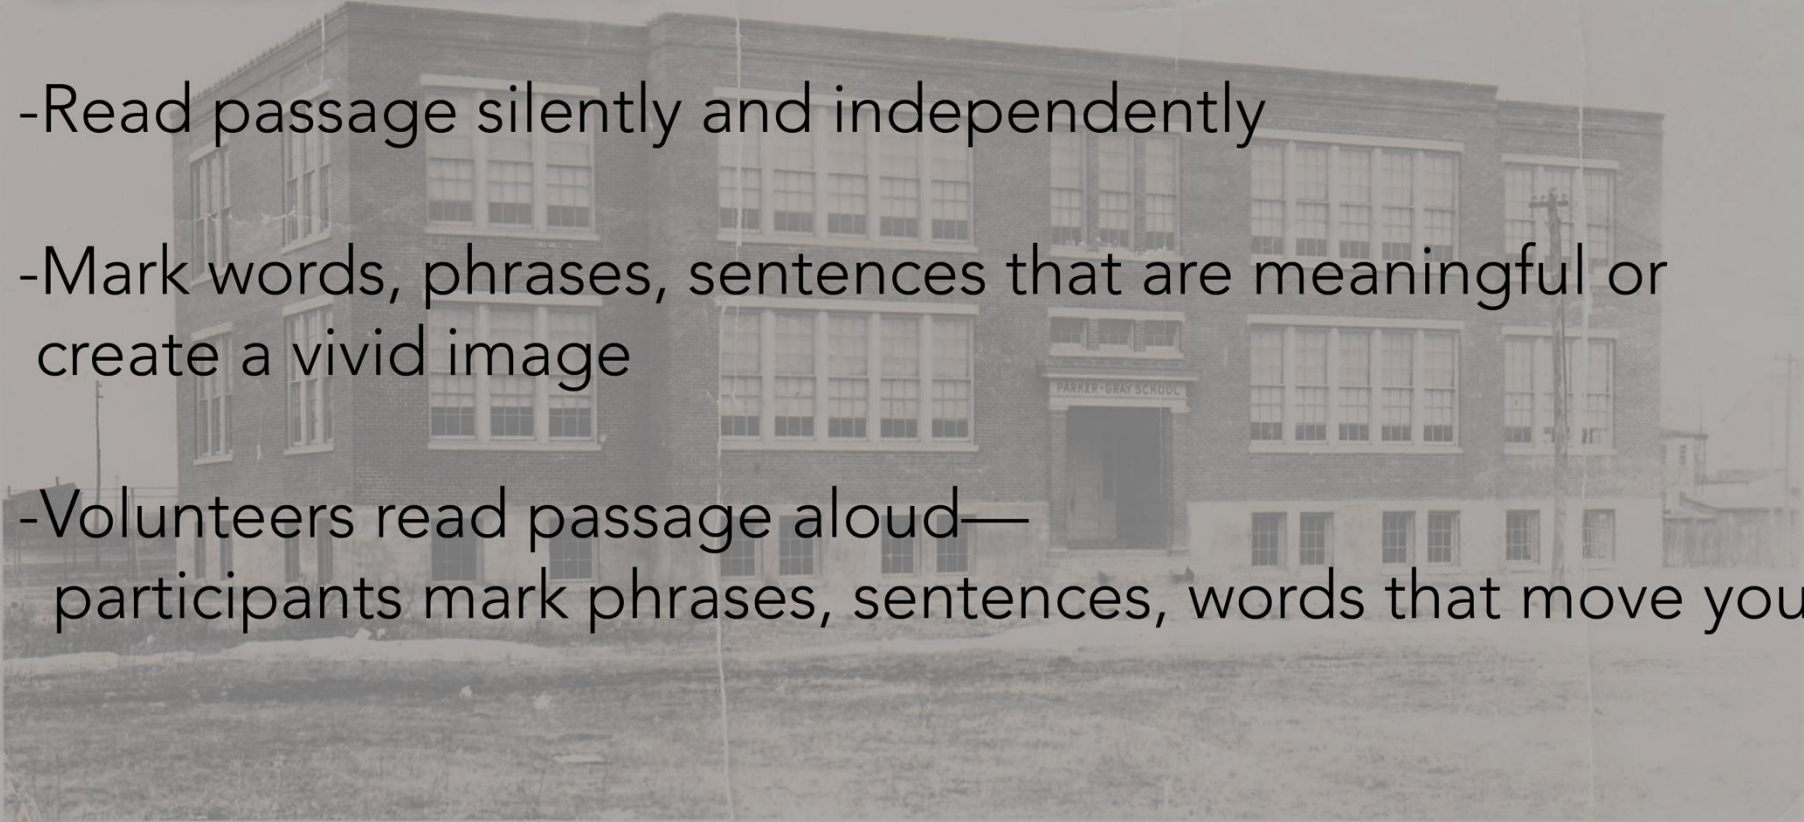 -Read passage silently and independently
-Mark words, phrases, sentences that are meaningful or
create a vivid image
PARKER-GRAY SCHOOL
-Volunteers read passage aloud—
participants mark phrases, sentences, words that move you